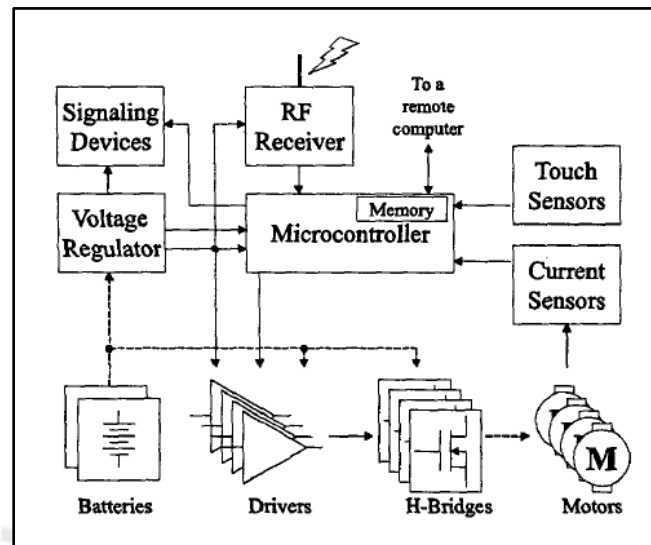 Signaling
Devices
RF
Receiver
To a
remote
computer
Touch
Sensors
Voltage
Regulator
Memory
Microcontroller
Current
Sensors
M
Batteries
Drivers
H-Bridges
Motors